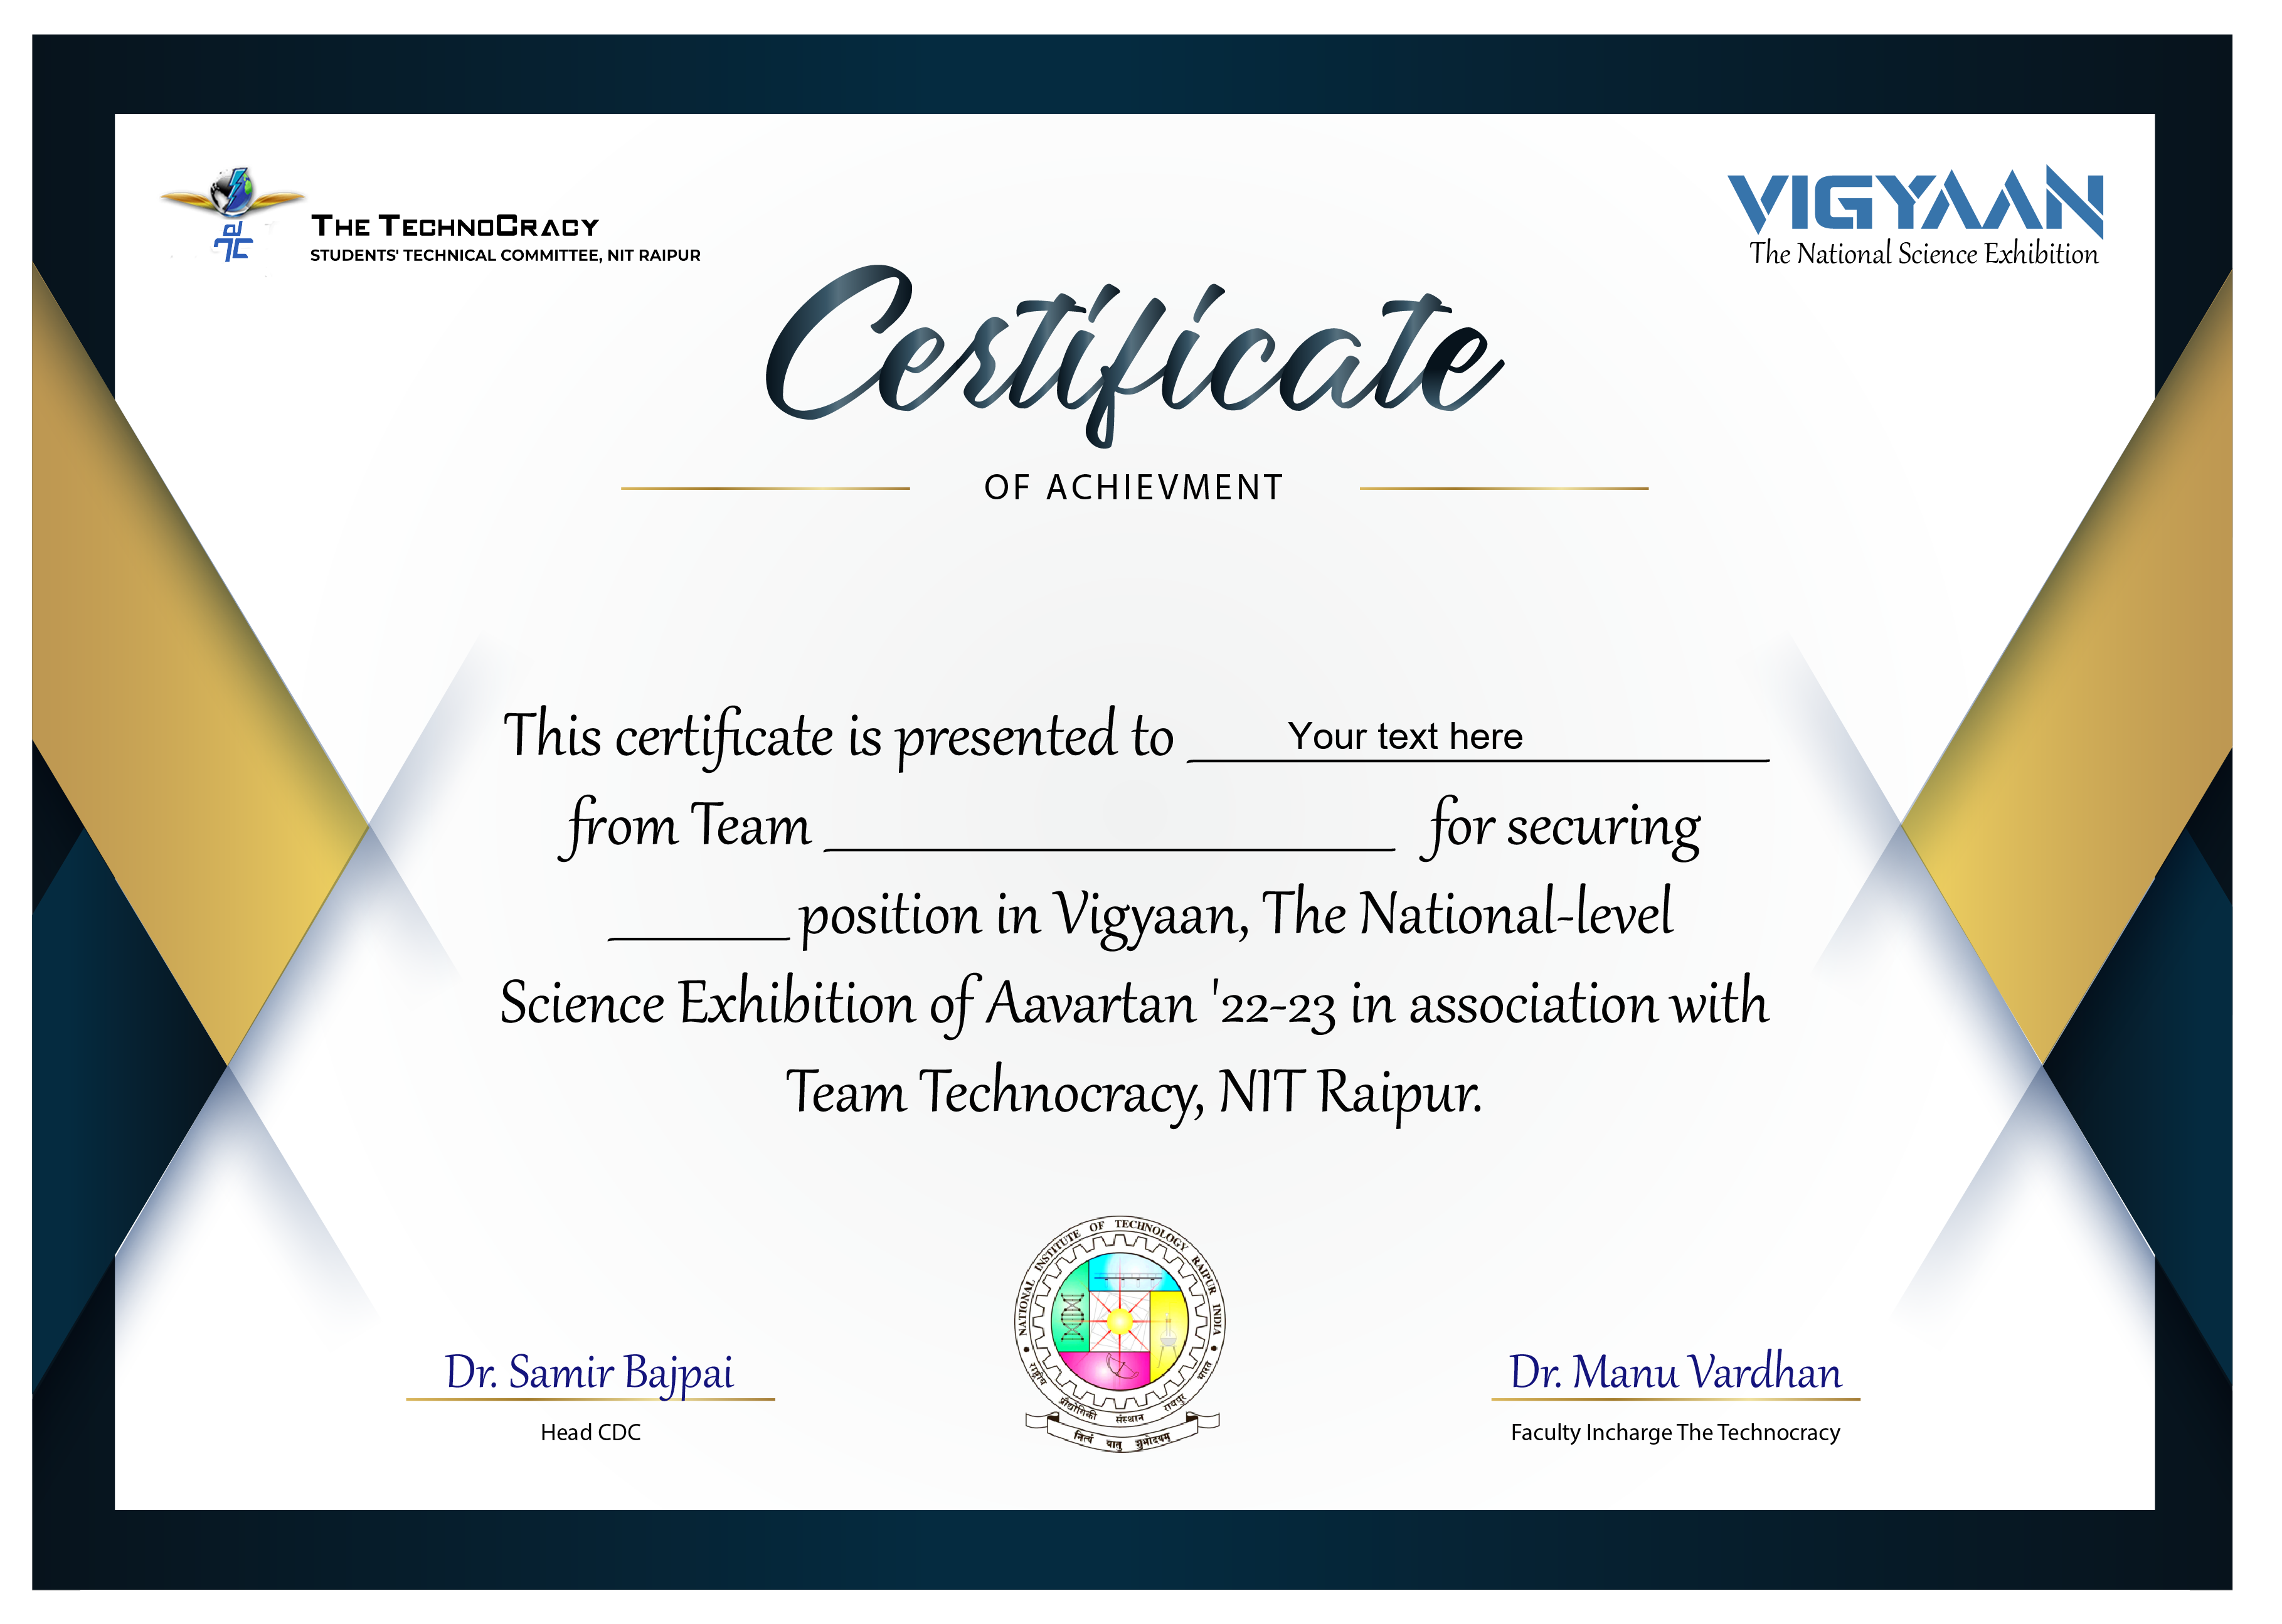 THE TECHNOCRACY
STUDENTS' TECHNICAL COMMITTEE, NIT RAIPUR
VIGYAAN
The National Science Exhibition
Certificate
OF ACHIEVMENT
This certificate is presented to Your text here
from Team for securing
position in Vigyaan, The National-level
Science Exhibition of Aavartan '22-23 in association with
Team Technocracy, NIT Raipur.
NATIONAL INSTITUTE OF TECHNOLOGY RAIPUR INDIA
राष्ट्रीय प्रौद्योगिकी संस्थान रायपुर भारत
नित्यं यातु शुभोदयम्
Dr. Samir Bajpai
Head CDC
Dr. Manu Vardhan
Faculty Incharge The Technocracy